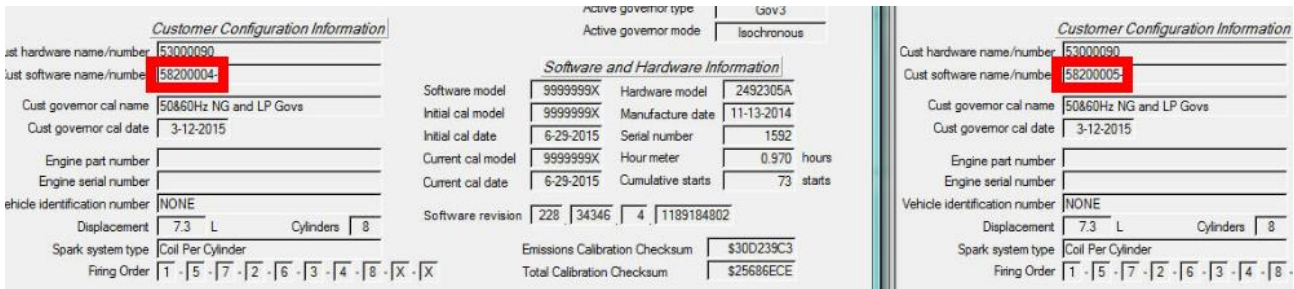 Active governor type Gov3
Active governor mode Isochronous
Customer Configuration Information
ust hardware name/number 53000090
Cust software name/numbe 58200004-
Cust governor cal name 50&60Hz NG and LP Govs
Cust governor cal date 3-12-2015
Engine part number
Engine serial number
ehicle identification number NONE
Displacement 7.3 L Cylinders 8
Spark system type Coil Per Cylinder
Firing Order 1 - 5 - 7 - 2 - 6 - 3 - 4 - 8 - X - X
Software and Hardware Information
Software model 9999999X Hardware model 2492305A
Initial cal model 9999999X Manufacture date 11-13-2014
Initial cal date 6-29-2015 Serial number 1592
Current cal model 9999999X Hour meter 0.970 hours
Current cal date 6-29-2015 Cumulative starts 73 starts
Software revision 228 34346 4 1189184802
Emissions Calibration Checksum $30D239C3
Total Calibration Checksum $25686ECE
Customer Configuration Information
Cust hardware name/number 53000090
Cust software name/numbe 58200005-
Cust governor cal name 50&60Hz NG and LP Govs
Cust governor cal date 3-12-2015
Engine part number
Engine serial number
Vehicle identification number NONE
Displacement 7.3 L Cylinders 8
Spark system type Coil Per Cylinder
Firing Order 1 - 5 - 7 - 2 - 6 - 3 - 4 - 8 -